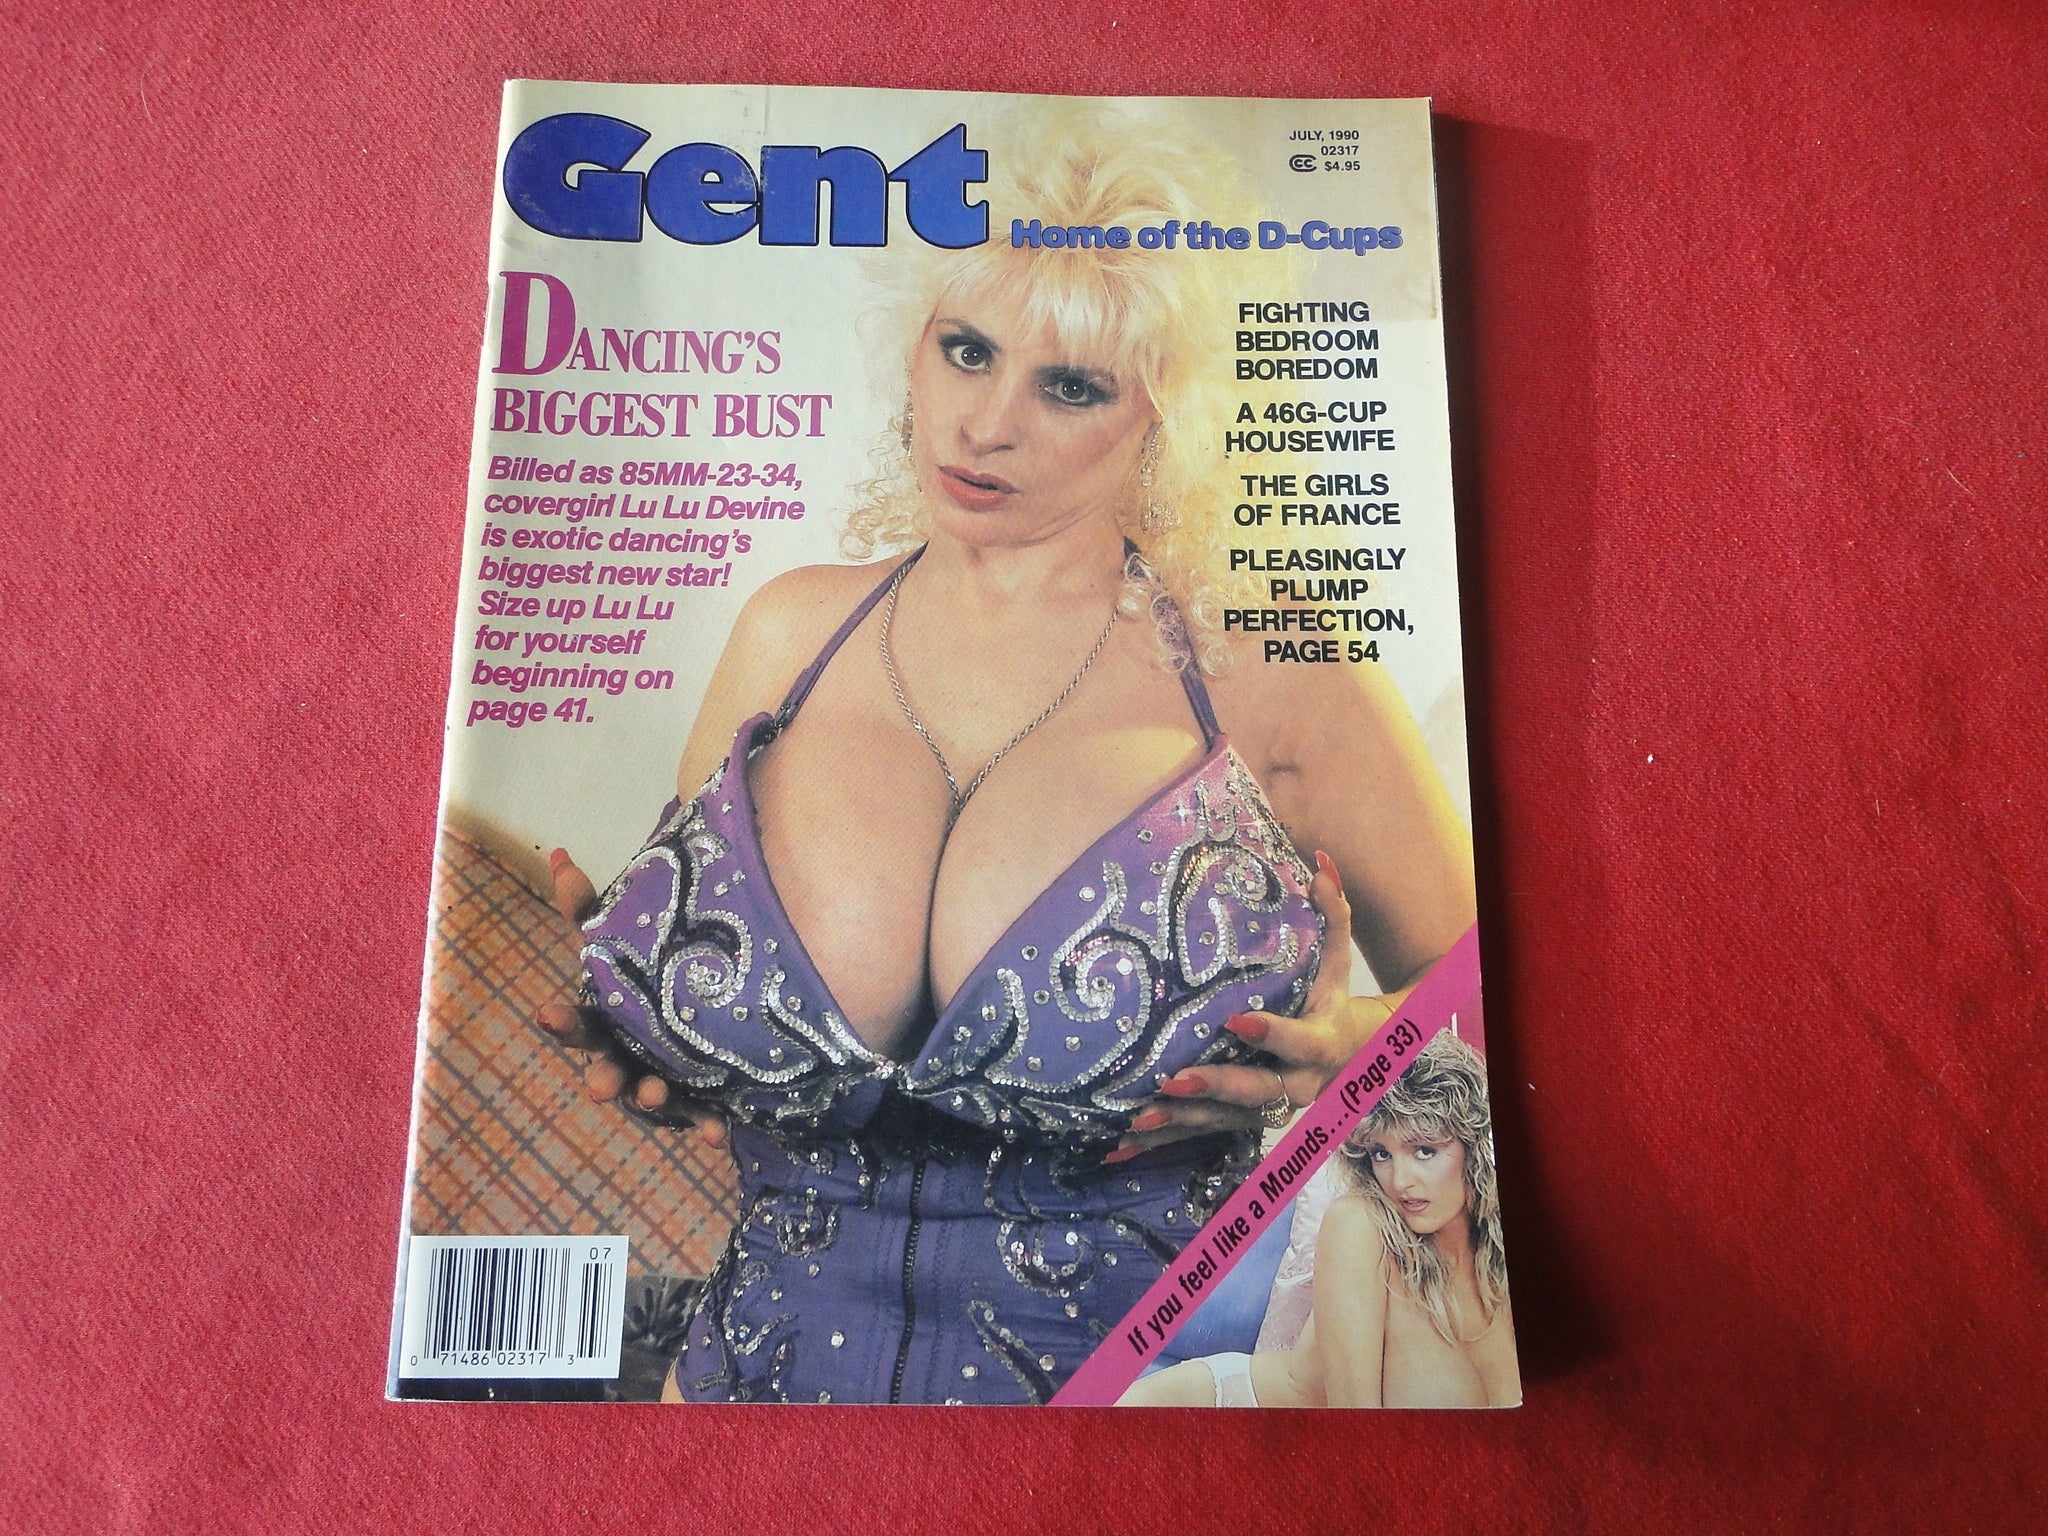 Gent
Home of the D-Cups
JULY, 1990
02317
CC $4.95
DANCING'S
BIGGEST BUST
Billed as 85MM-23-34,
covergirl Lu Lu Devine
is exotic dancing's
biggest new star!
Size up Lu Lu
for yourself
beginning on
page 41.
FIGHTING
BEDROOM
BOREDOM
A 46G-CUP
HOUSEWIFE
THE GIRLS
OF FRANCE
PLEASINGLY
PLUMP
PERFECTION,
PAGE 54
If you feel like a Mounds...(Page 33)
07
0 71486 02317 3